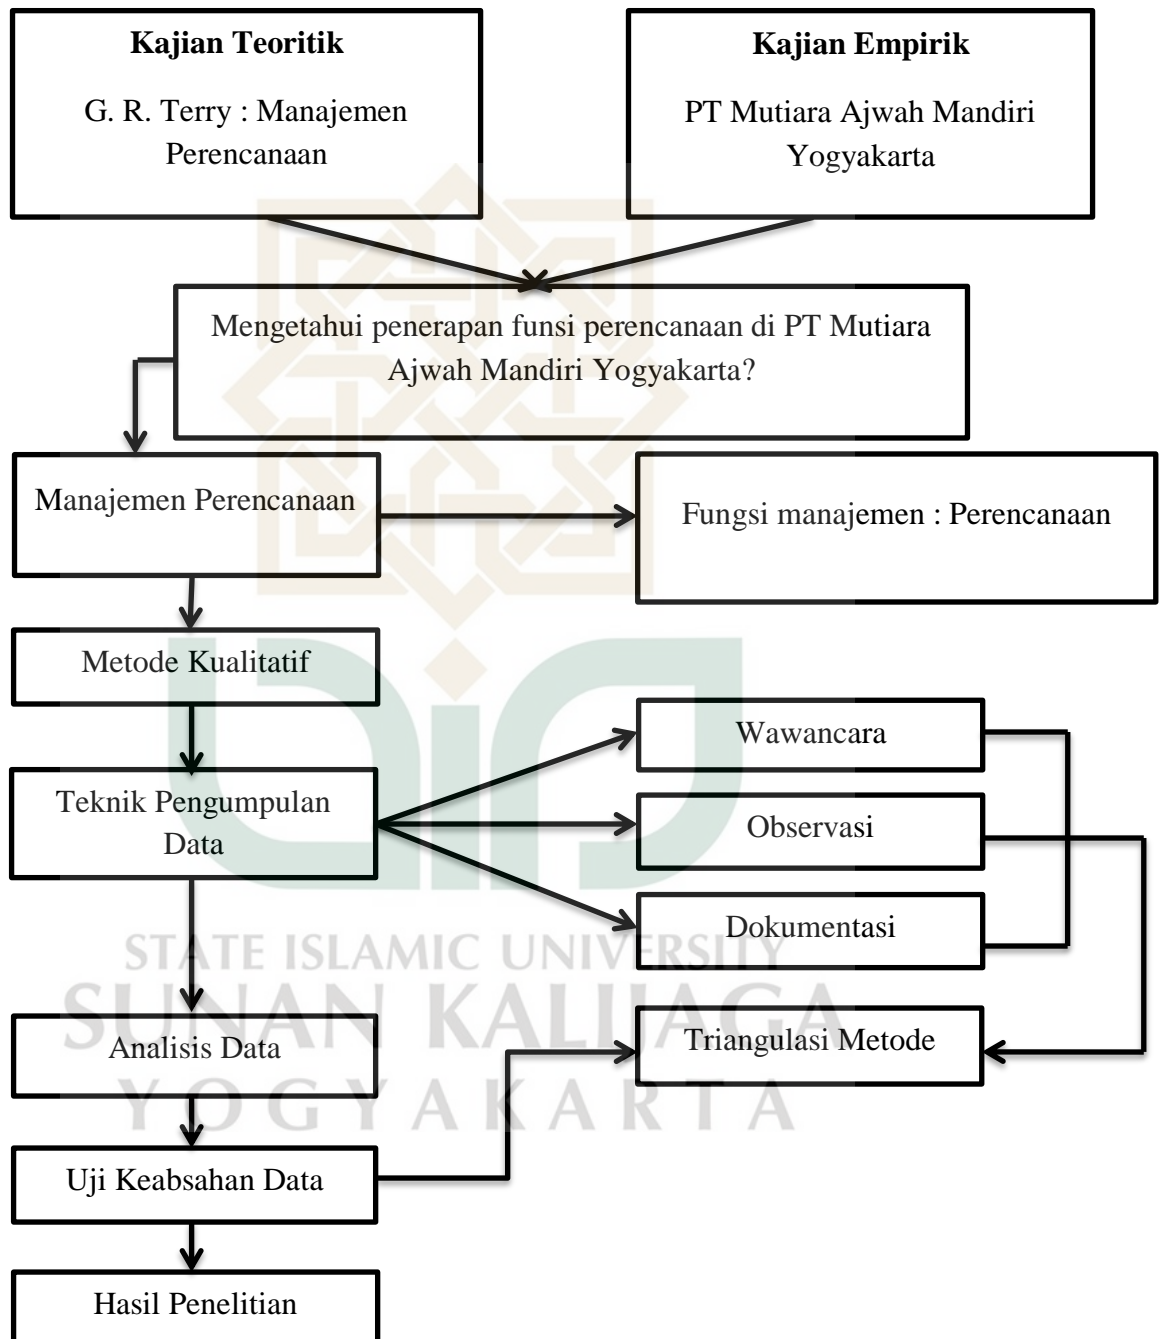 Kajian Teoritik
G. R. Terry : Manajemen
Perencanaan
Kajian Empirik
PT Mutiara Ajwah Mandiri
Yogyakarta
Mengetahui penerapan funsi perencanaan di PT Mutiara
Ajwah Mandiri Yogyakarta?
Manajemen Perencanaan
Fungsi manajemen : Perencanaan
Metode Kualitatif
Teknik Pengumpulan
Data
Wawancara
Observasi
Dokumentasi
STATE ISLAMIC UNIVERSITY
SUNAN KALIJAGA
YOGYAKARTA
Analisis Data
Triangulasi Metode
Uji Keabsahan Data
Hasil Penelitian